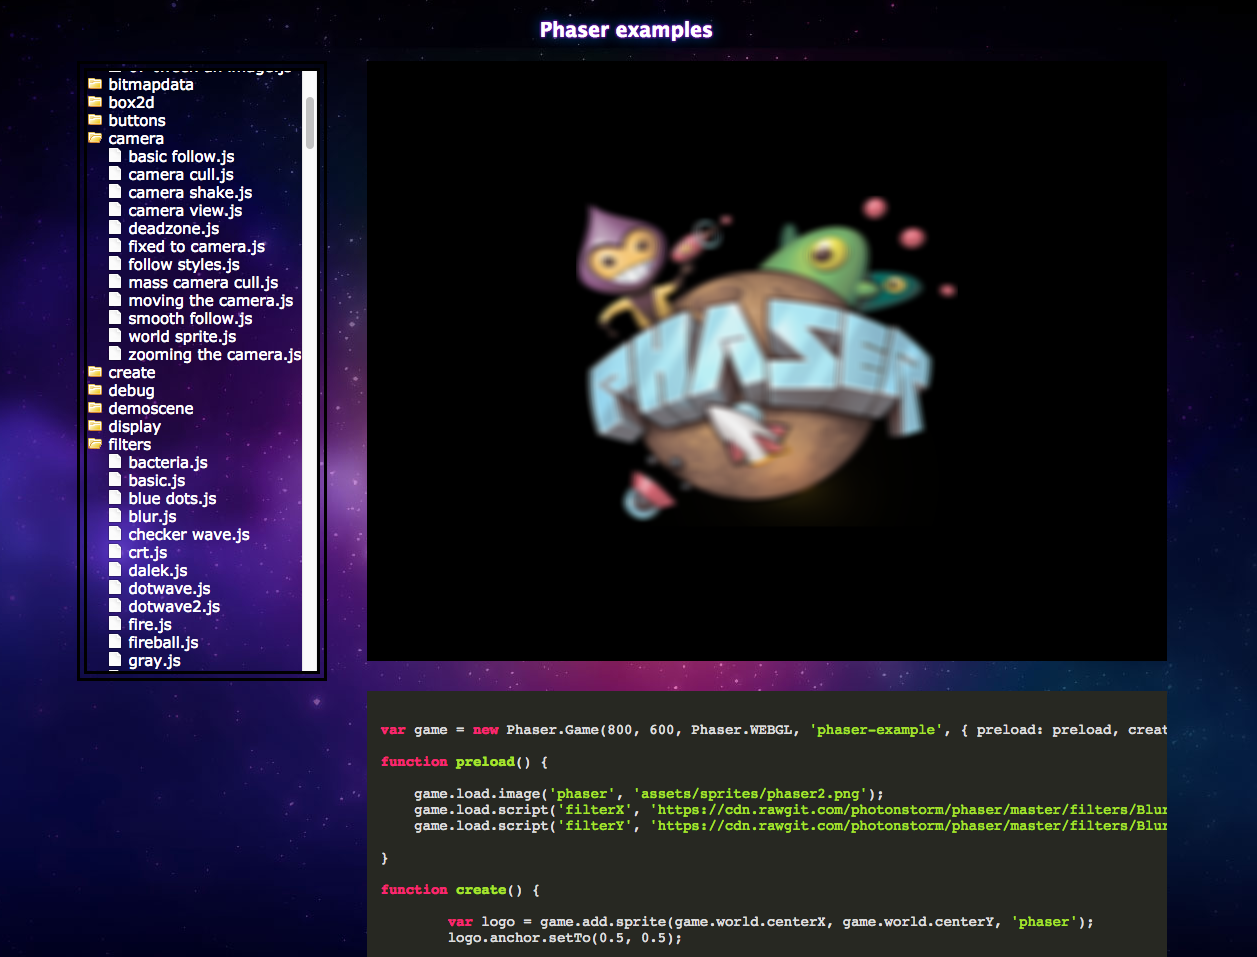 Phaser examples
bitmapdata
box2d
buttons
camera
basic follow.js
camera cull.js
camera shake.js
camera view.js
deadzone.js
fixed to camera.js
follow styles.js
mass camera cull.js
moving the camera.js
smooth follow.js
world sprite.js
zooming the camera.js
create
debug
demoscene
display
filters
bacteria.js
basic.js
blue dots.js
blur.js
checker wave.js
crt.js
dalek.js
dotwave.js
dotwave2.js
fire.js
fireball.js
gray.js
PHASER
var game = new Phaser.Game(800, 600, Phaser.WEBGL, 'phaser-example', { preload: preload, creat
function preload() {
game.load.image('phaser', 'assets/sprites/phaser2.png');
game.load.script('filterX', 'https://cdn.rawgit.com/photonstorm/phaser/master/filters/Blur
game.load.script('filterY', 'https://cdn.rawgit.com/photonstorm/phaser/master/filters/Blur
}
function create() {
var logo = game.add.sprite(game.world.centerX, game.world.centerY, 'phaser');
logo.anchor.setTo(0.5, 0.5);